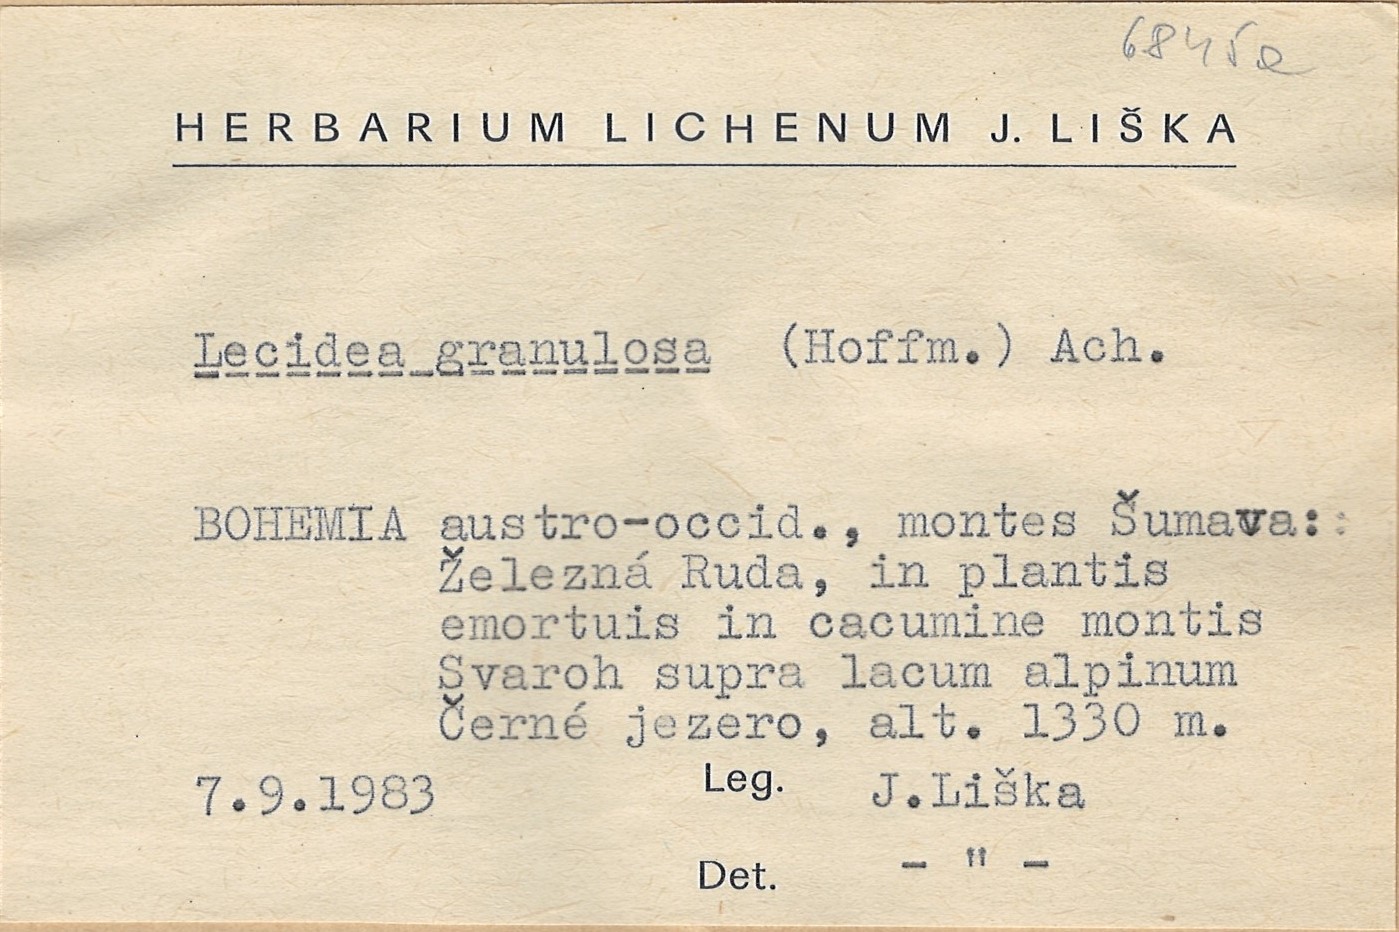 6845a
HERBARIUM LICHENUM J. LIŠKA
Lecidea granulosa (Hoffm.) Ach.
BOHEMIA austro-occid., montes Šumava:
Železná Ruda, in plantis
emortuis in cacumine montis
Svaroh supra lacum alpinum
Černé jezero, alt. 1330 m.
7.9.1983 Leg. J.Liška
Det. - " -